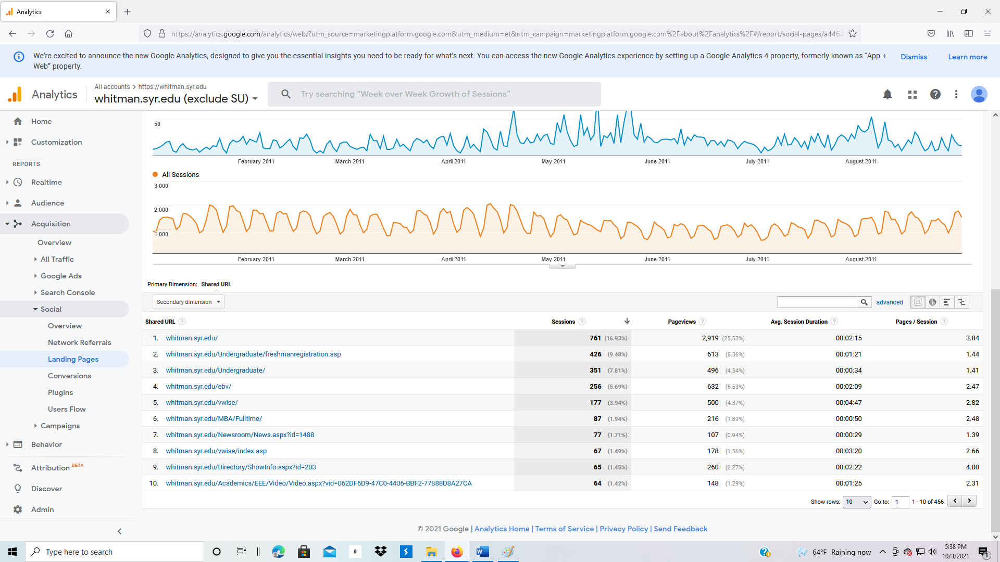 Analytics
https://analytics.google.com/analytics/web/?utm_source=marketingplatform.google.com&utm_medium=et&utm_campaign=marketingplatform.google.com%2Fabout%2Fanalytics%2F#/report/social-pages/a4464
We're excited to announce the new Google Analytics, designed to give you the essential insights you need to be ready for what's next. You can access the new Google Analytics experience by setting up a Google Analytics 4 property, formerly known as "App +
Web" property.
Dismiss
Learn more
Analytics
All accounts > https://whitman.syr.edu
whitman.syr.edu (exclude SU)
Try searching "Week over Week Growth of Sessions"
Home
Customization
REPORTS
Realtime
Audience
Acquisition
Overview
All Traffic
Google Ads
Search Console
Social
Overview
Network Referrals
Landing Pages
Conversions
Plugins
Users Flow
Campaigns
Behavior
Attribution BETA
Discover
Admin
50
February 2011 March 2011 April 2011 May 2011 June 2011 July 2011 August 2011
All Sessions
3,000
2,000
1,000
February 2011 March 2011 April 2011 May 2011 June 2011 July 2011 August 2011
Primary Dimension: Shared URL
Secondary dimension
advanced
Shared URL Sessions Pageviews Avg. Session Duration Pages / Session
1. whitman.syr.edu/ 761 (16.93%) 2,919 (25.53%) 00:02:15 3.84
2. whitman.syr.edu/Undergraduate/freshmanregistration.asp 426 (9.48%) 613 (5.36%) 00:01:21 1.44
3. whitman.syr.edu/Undergraduate/ 351 (7.81%) 496 (4.34%) 00:00:34 1.41
4. whitman.syr.edu/ebv/ 256 (5.69%) 632 (5.53%) 00:02:09 2.47
5. whitman.syr.edu/vwise/ 177 (3.94%) 500 (4.37%) 00:04:47 2.82
6. whitman.syr.edu/MBA/Fulltime/ 87 (1.94%) 216 (1.89%) 00:00:50 2.48
7. whitman.syr.edu/Newsroom/News.aspx?id=1488 77 (1.71%) 107 (0.94%) 00:00:29 1.39
8. whitman.syr.edu/vwise/index.asp 67 (1.49%) 178 (1.56%) 00:03:20 2.66
9. whitman.syr.edu/Directory/ShowInfo.aspx?id=203 65 (1.45%) 260 (2.27%) 00:02:22 4.00
10. whitman.syr.edu/Academics/EEE/Video/Video.aspx?vid=062DF6D9-47C0-4406-BBF2-77888D8A27CA 64 (1.42%) 148 (1.29%) 00:01:25 2.31
Show rows: 10 Go to: 1 1 - 10 of 456
© 2021 Google | Analytics Home | Terms of Service | Privacy Policy | Send Feedback
Type here to search
64°F Raining now
5:38 PM
10/3/2021
1